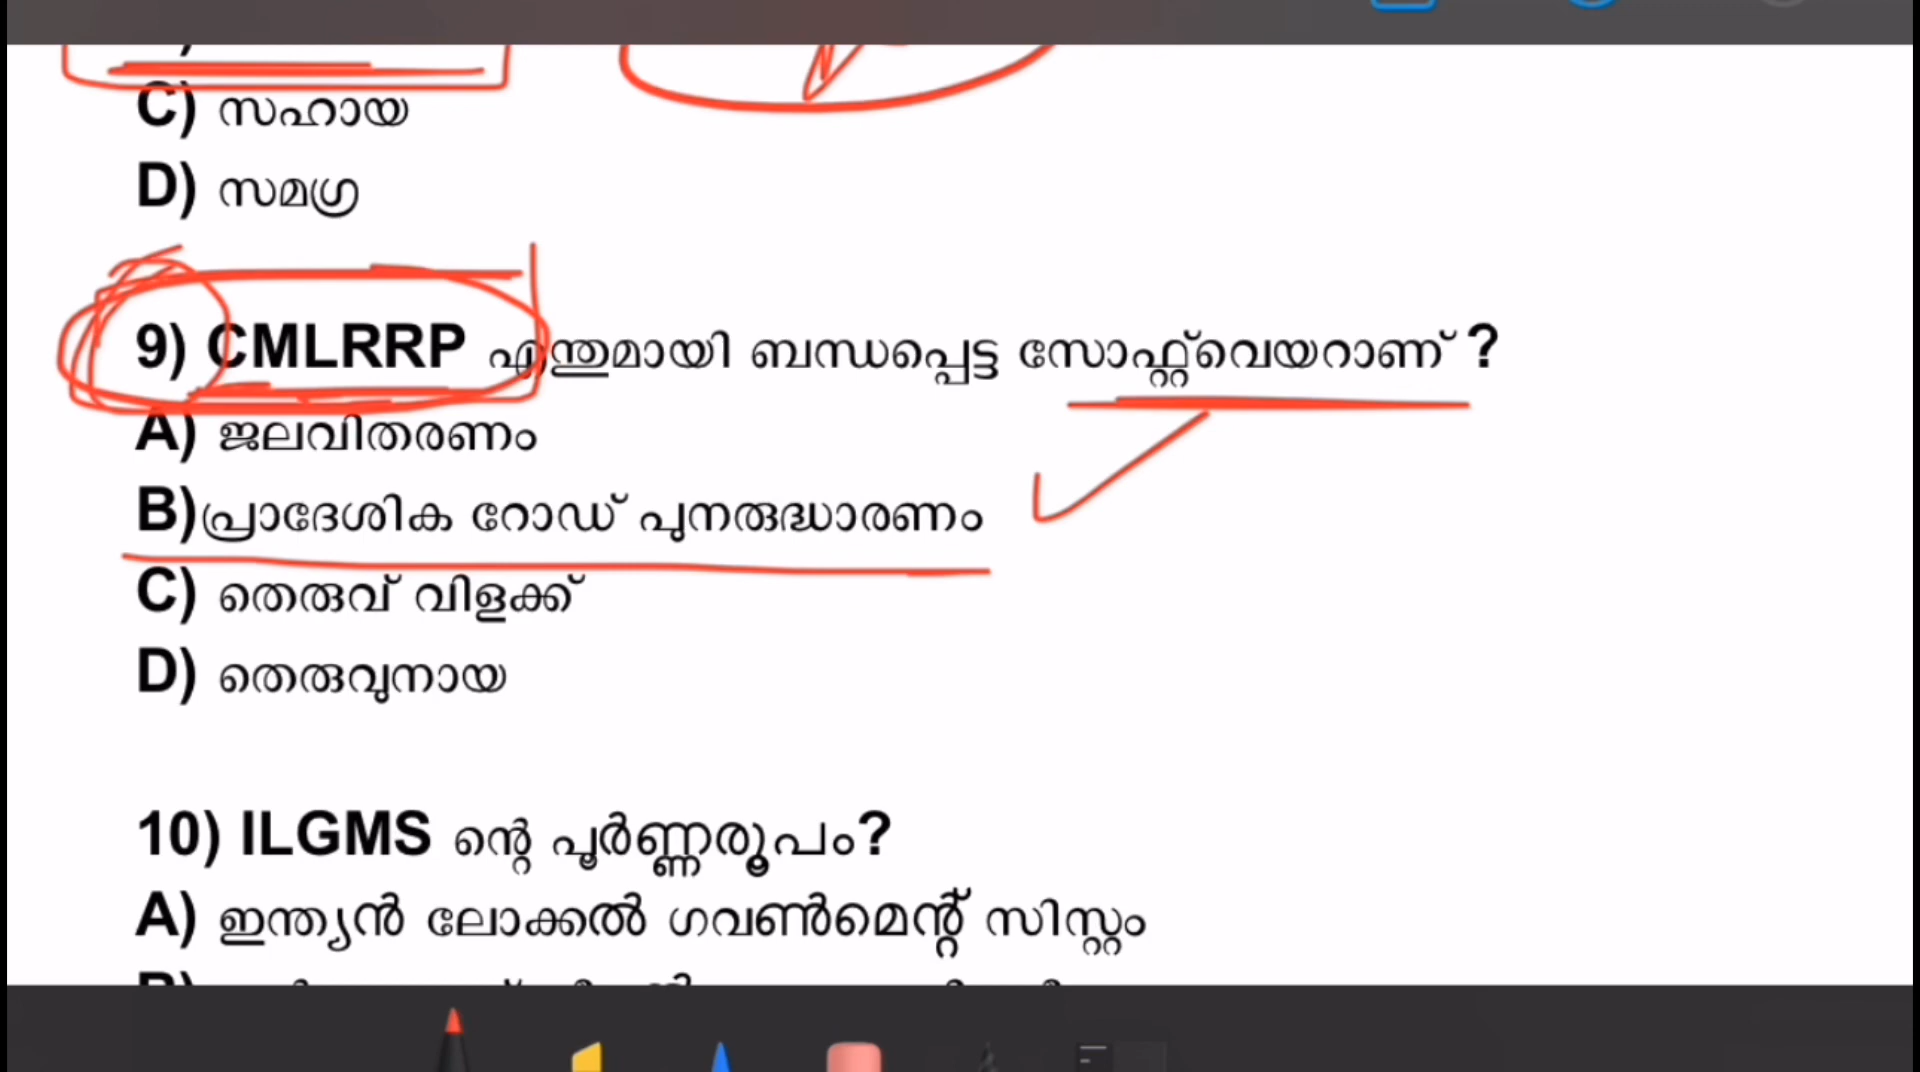 C) സഹായ
D) സമഗ്ര
9) CMLRRP എന്തുമായി ബന്ധപ്പെട്ട സോഫ്റ്റ്‌വെയറാണ് ?
A) ജലവിതരണം
B)പ്രാദേശിക റോഡ് പുനരുദ്ധാരണം
C) തെരുവ് വിളക്ക്
D) തെരുവുനായ
10) ILGMS ന്റെ പൂർണ്ണരൂപം?
A) ഇന്ത്യൻ ലോക്കൽ ഗവൺമെന്റ് സിസ്റ്റം